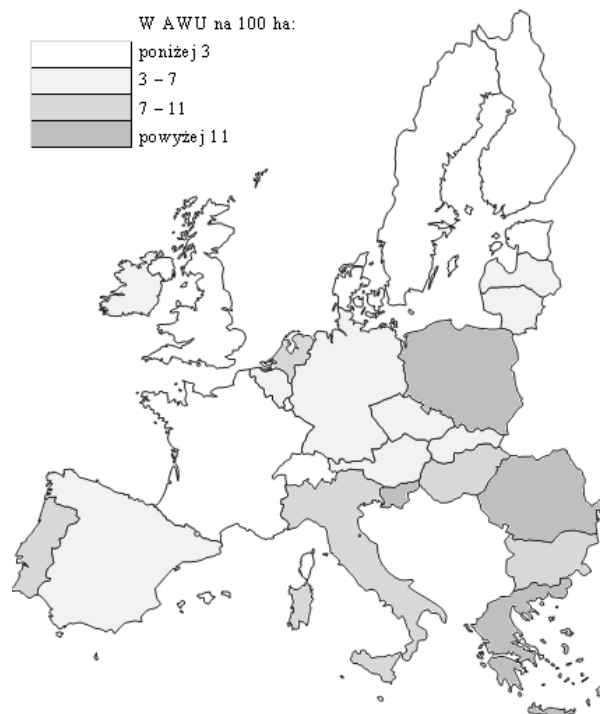 W AWU na 100 ha:
poniżej 3
3 – 7
7 – 11
powyżej 11